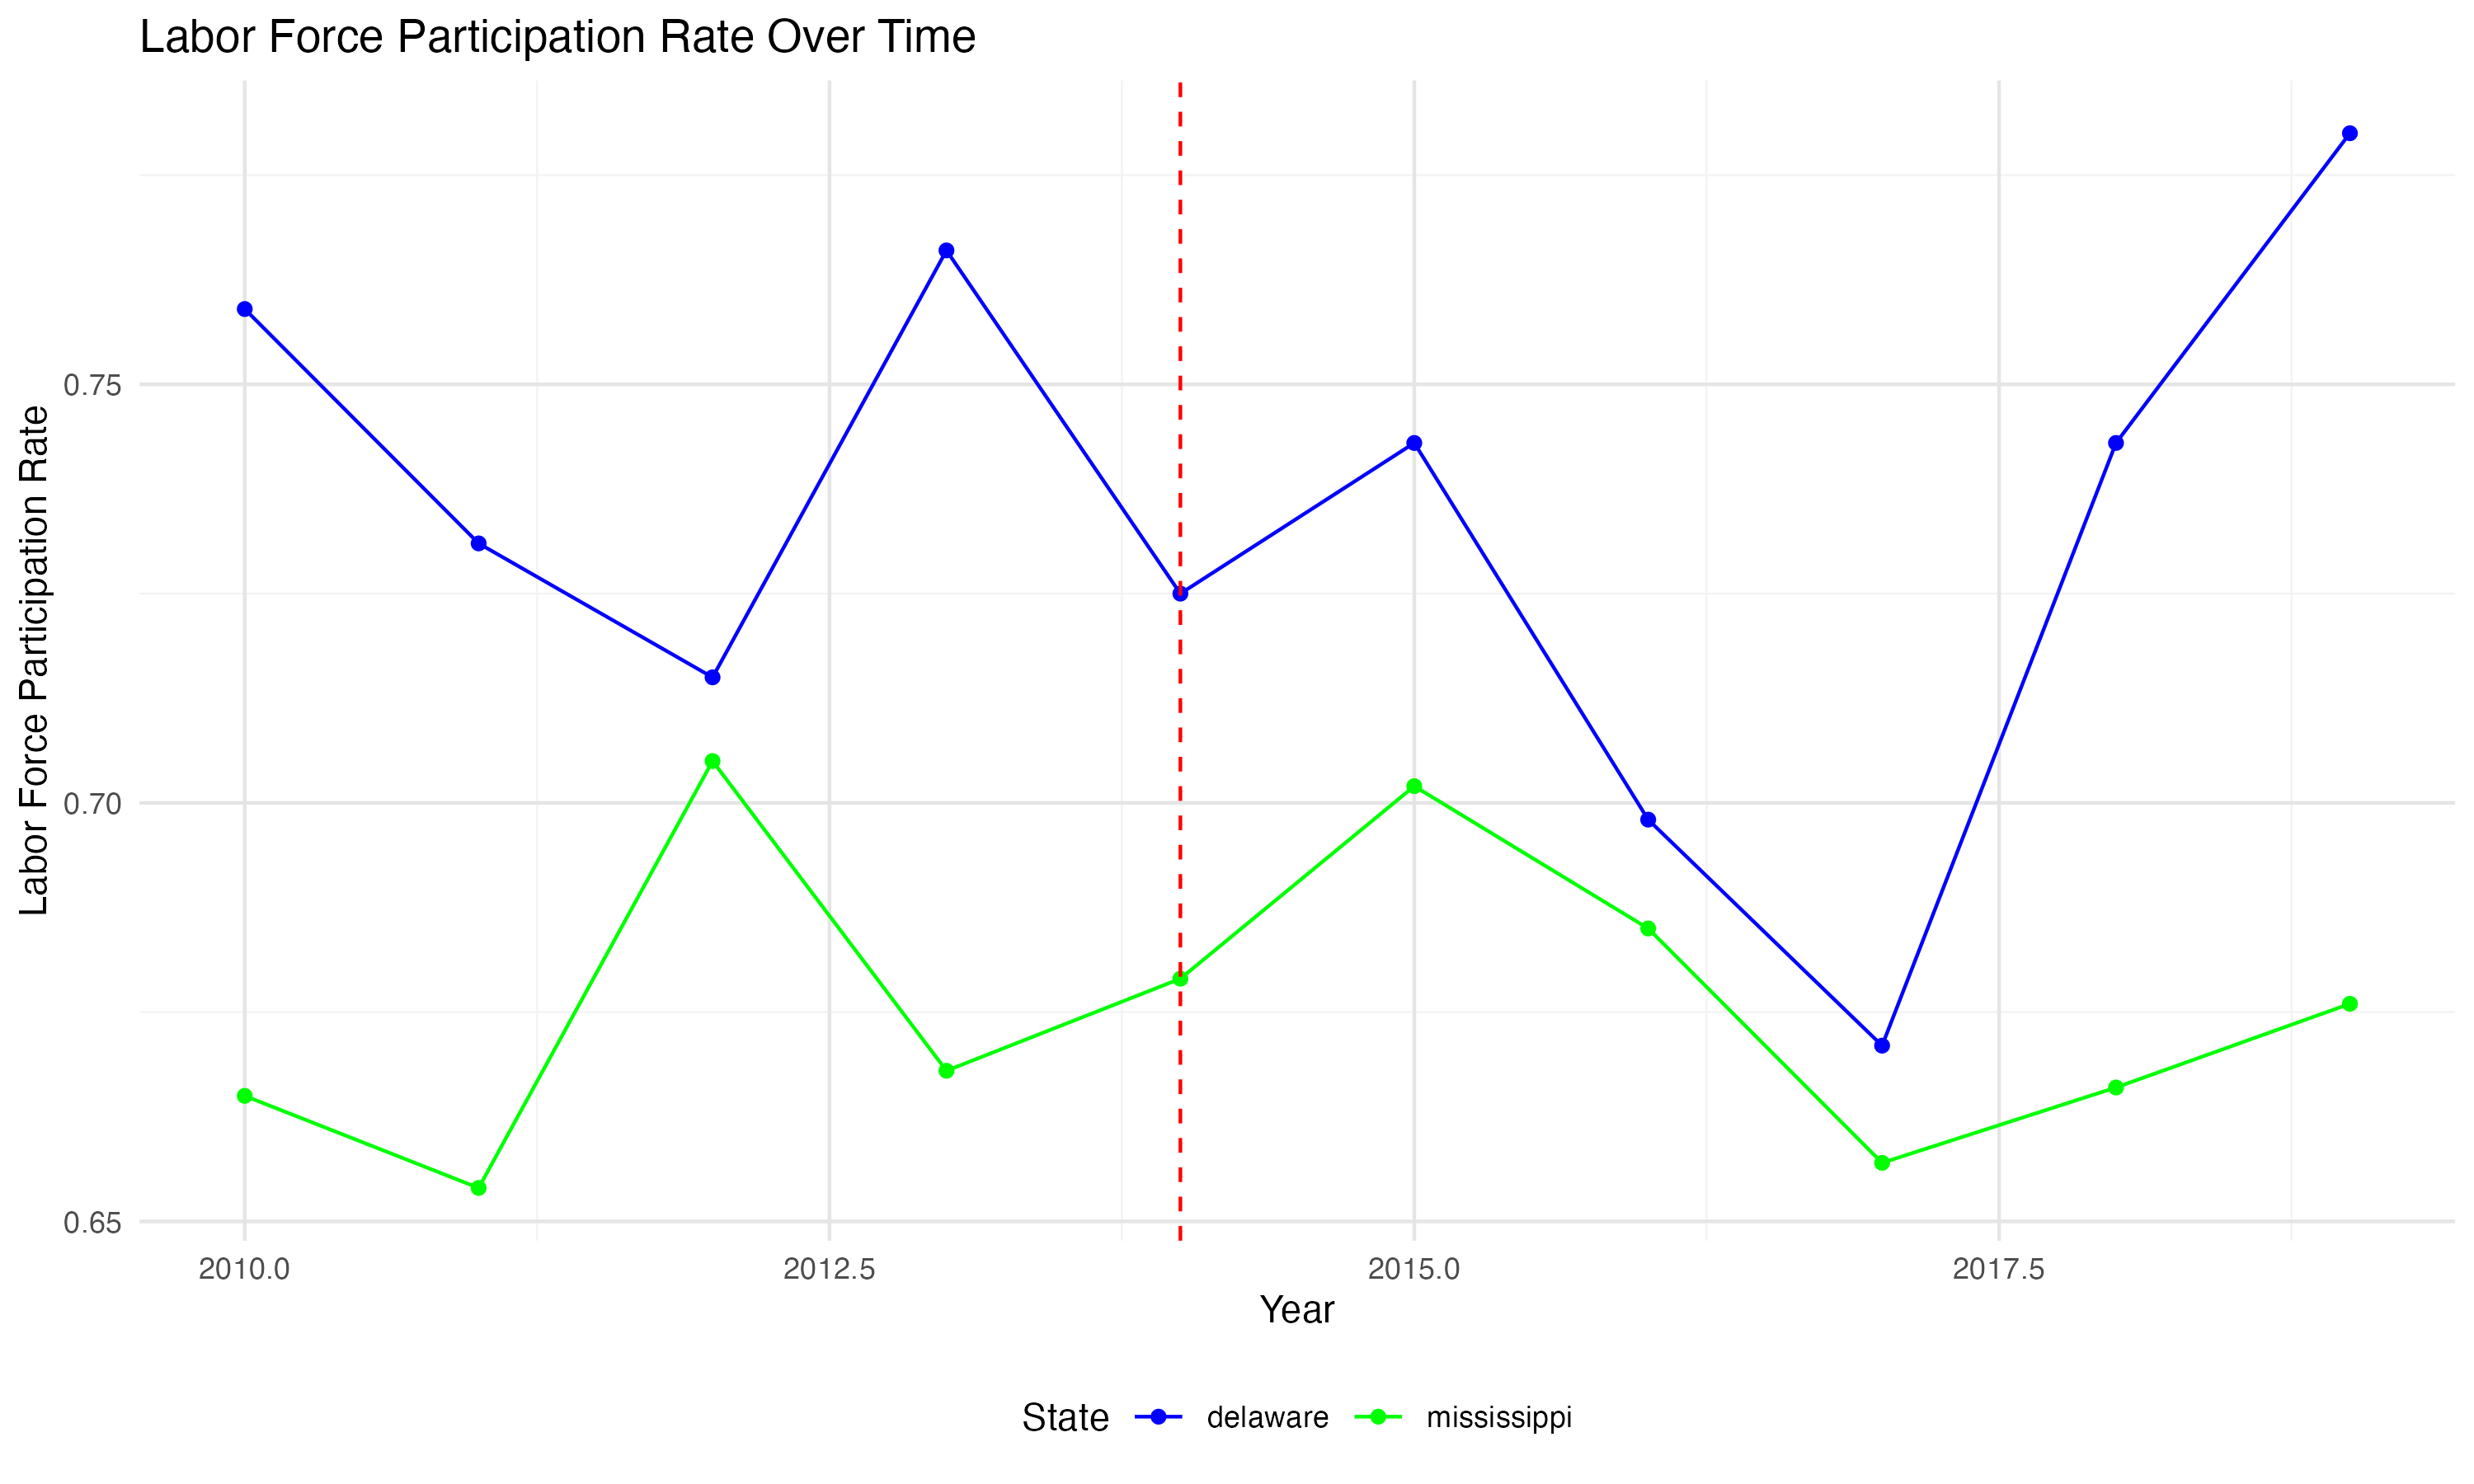 Labor Force Participation Rate Over Time
Labor Force Participation Rate
0.75
0.70
0.65
2010.0 2012.5 2015.0 2017.5
Year
State delaware mississippi